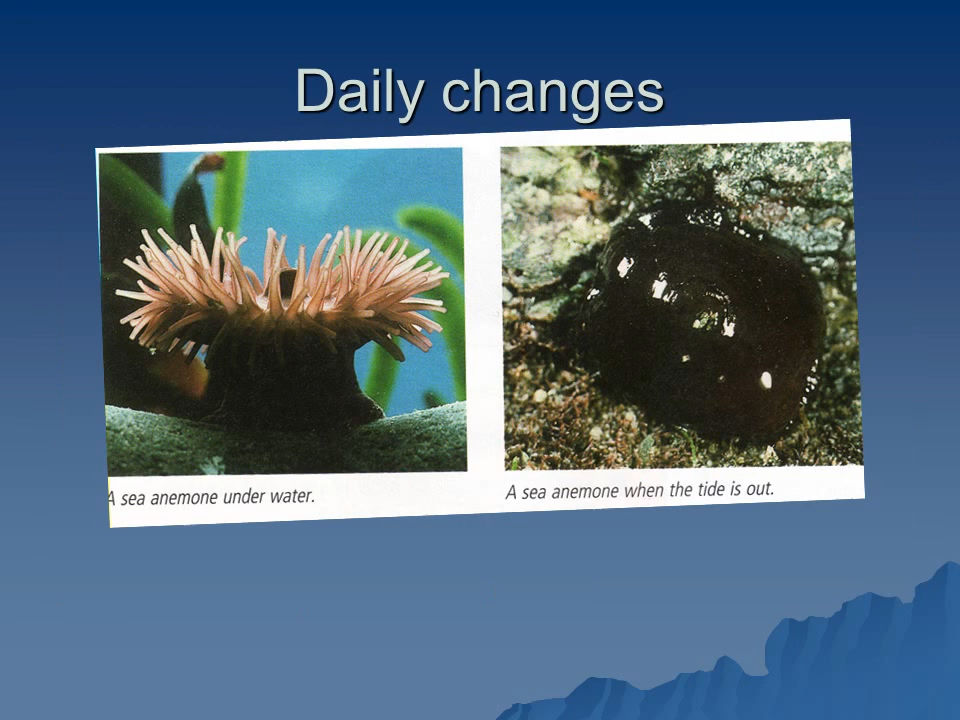 Daily changes
A sea anemone under water.
A sea anemone when the tide is out.